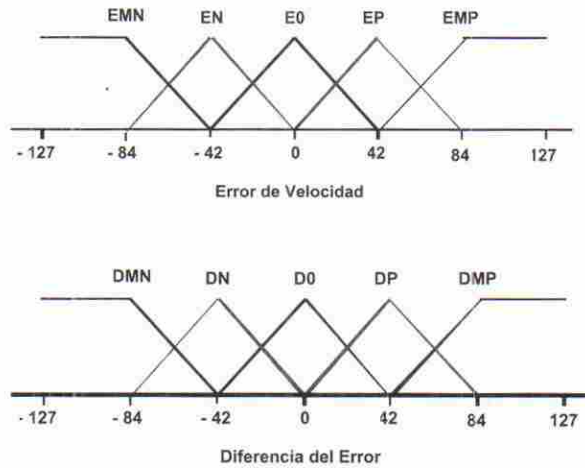 EMN EN E0 EP EMP
- 127 - 84 - 42 0 42 84 127
Error de Velocidad
DMN DN D0 DP DMP
- 127 - 84 - 42 0 42 84 127
Diferencia del Error